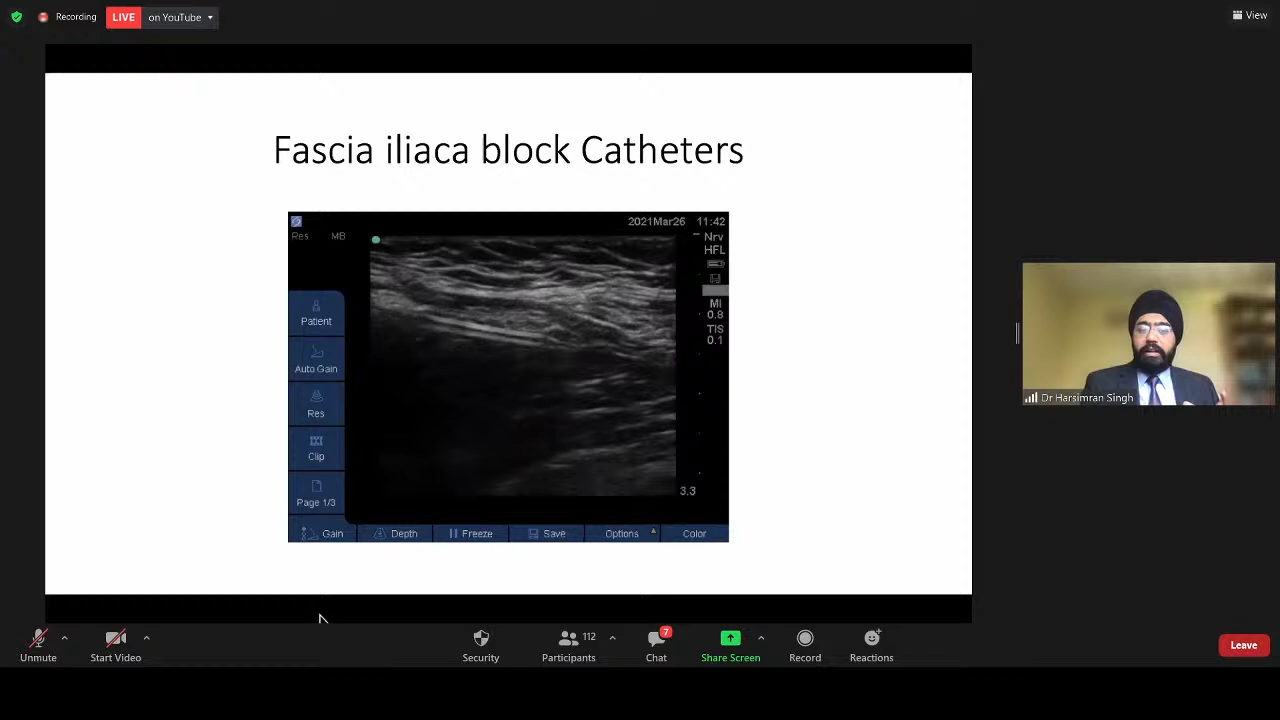 Recording
LIVE on YouTube
View
Fascia iliaca block Catheters
2021Mar26 11:42
Res MB
Nrv
HFL
MI
0.8
TIS
0.1
Patient
Auto Gain
Res
Clip
Page 1/3
3.3
Gain Depth Freeze Save Options Color
Dr Harsimran Singh
Unmute Start Video Security Participants 112 Chat 7 Share Screen Record Reactions Leave